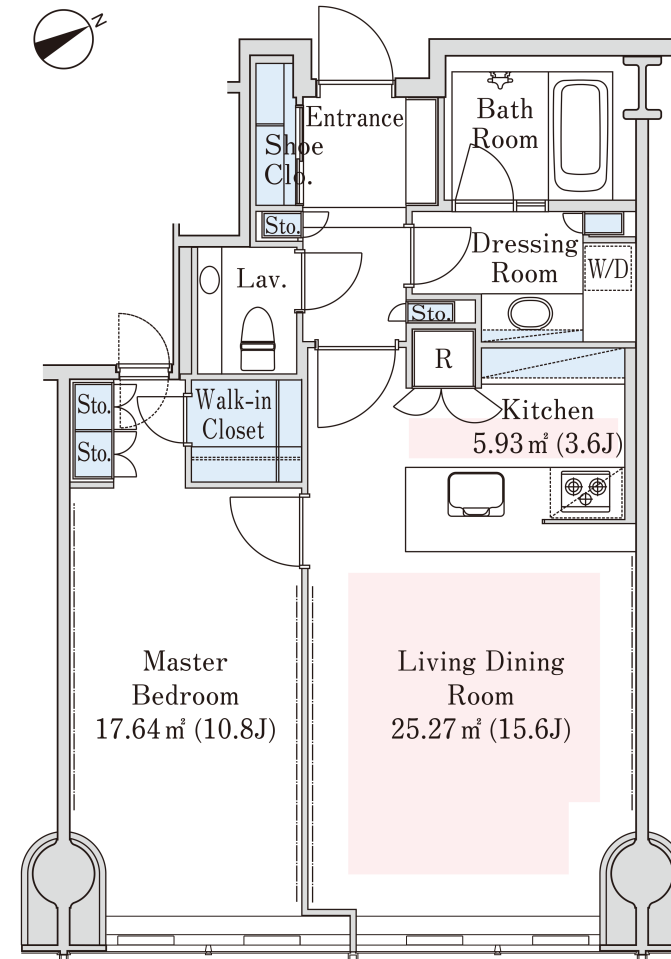 N
Entrance
Bath
Room
Shoe
Clo.
Sto.
Dressing
Room
W/D
Lav.
Sto.
R
Walk-in
Closet
Sto.
Sto.
Kitchen
5.93㎡ (3.6J)
Master
Bedroom
17.64㎡ (10.8J)
Living Dining
Room
25.27㎡ (15.6J)